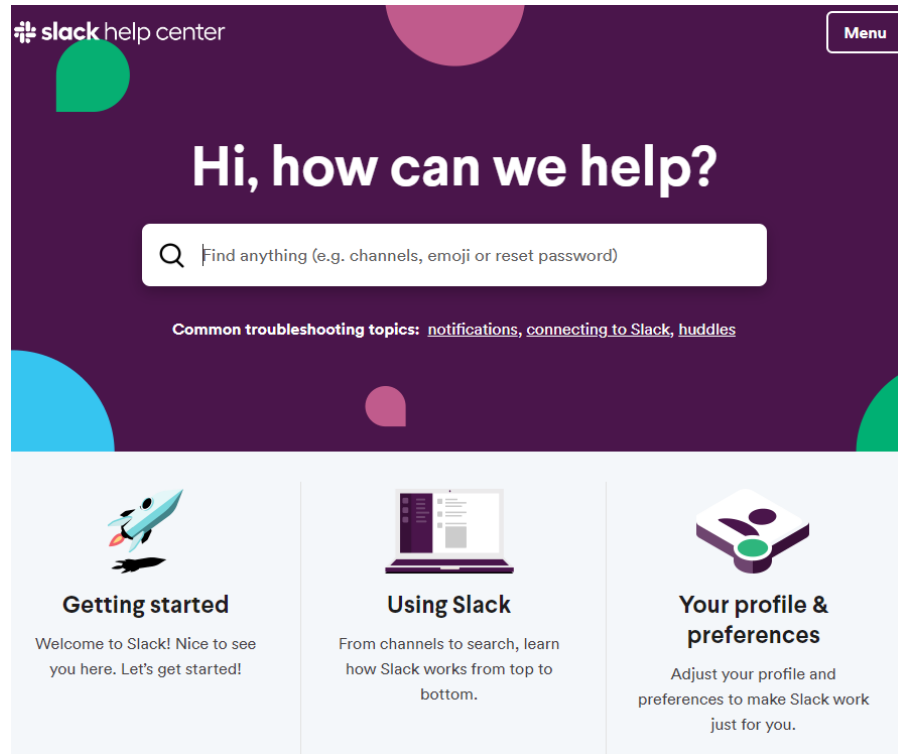 slack help center
Menu
Hi, how can we help?
Find anything (e.g. channels, emoji or reset password)
Common troubleshooting topics: notifications, connecting to Slack, huddles
Getting started
Welcome to Slack! Nice to see
you here. Let's get started!
Using Slack
From channels to search, learn
how Slack works from top to
bottom.
Your profile &
preferences
Adjust your profile and
preferences to make Slack work
just for you.